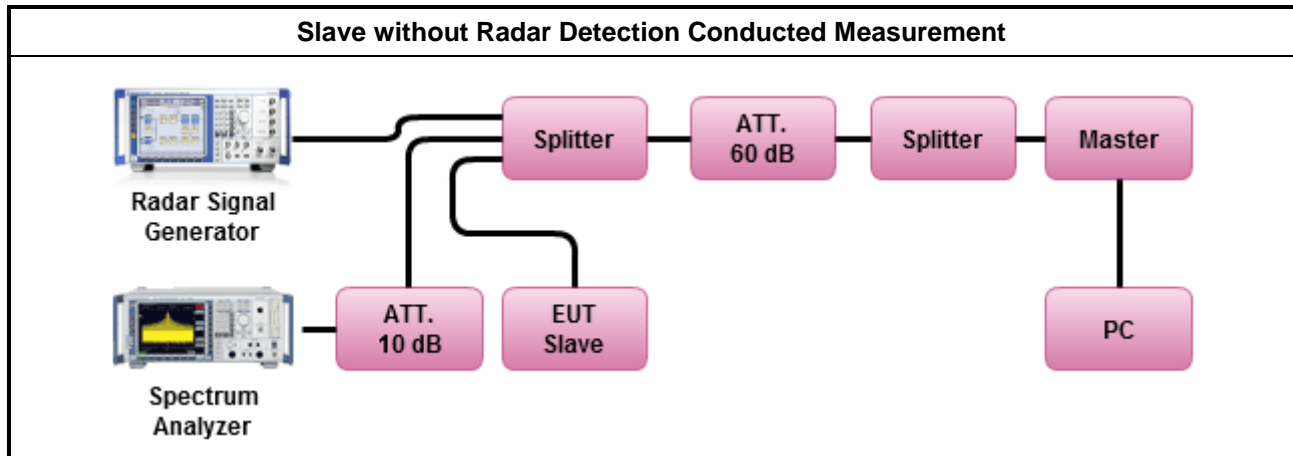 Slave without Radar Detection Conducted Measurement
Radar Signal
Generator
Splitter
ATT.
60 dB
Splitter
Master
Spectrum
Analyzer
ATT.
10 dB
EUT
Slave
PC